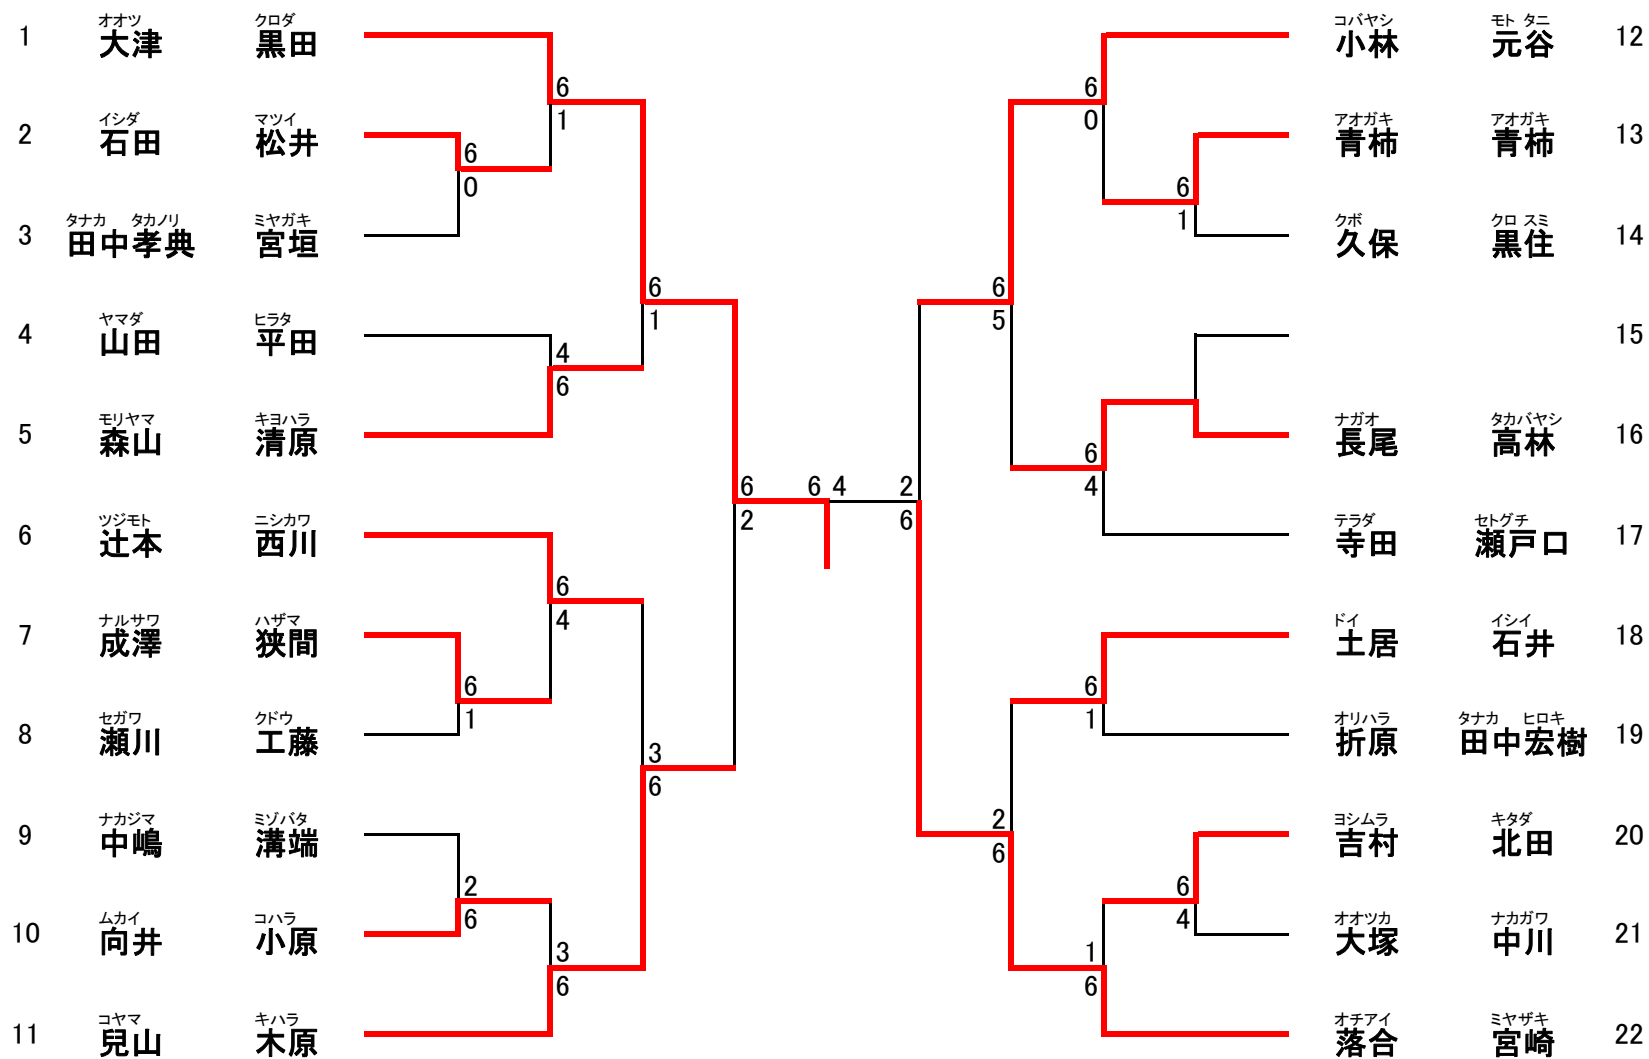 オオツ クロダ
1 大津 黒田
イシダ マツイ
2 石田 松井
タナカ タカノリ ミヤガキ
3 田中孝典 宮垣
ヤマダ ヒラタ
4 山田 平田
モリヤマ キヨハラ
5 森山 清原
ツジモト ニシカワ
6 辻本 西川
ナルサワ ハザマ
7 成澤 狭間
セガワ クドウ
8 瀬川 工藤
ナカジマ ミゾバタ
9 中嶋 溝端
ムカイ コハラ
10 向井 小原
コヤマ キハラ
11 兒山 木原
6
1
6
0
6
1
4
6
6
2
6
4
6
1
3
6
2
6
3
6
6 4
2
6
6
0
6
1
6
5
6
4
6
1
2
6
6
4
1
6
コバヤシ モト タニ
小林 元谷 12
アオガキ アオガキ
青柿 青柿 13
クボ クロ スミ
久保 黒住 14
15
ナガオ タカバヤシ
長尾 高林 16
テラダ セトグチ
寺田 瀬戸口 17
ドイ イシイ
土居 石井 18
オリハラ タナカ ヒロキ
折原 田中宏樹 19
ヨシムラ キタダ
吉村 北田 20
オオツカ ナカガワ
大塚 中川 21
オチアイ ミヤザキ
落合 宮崎 22